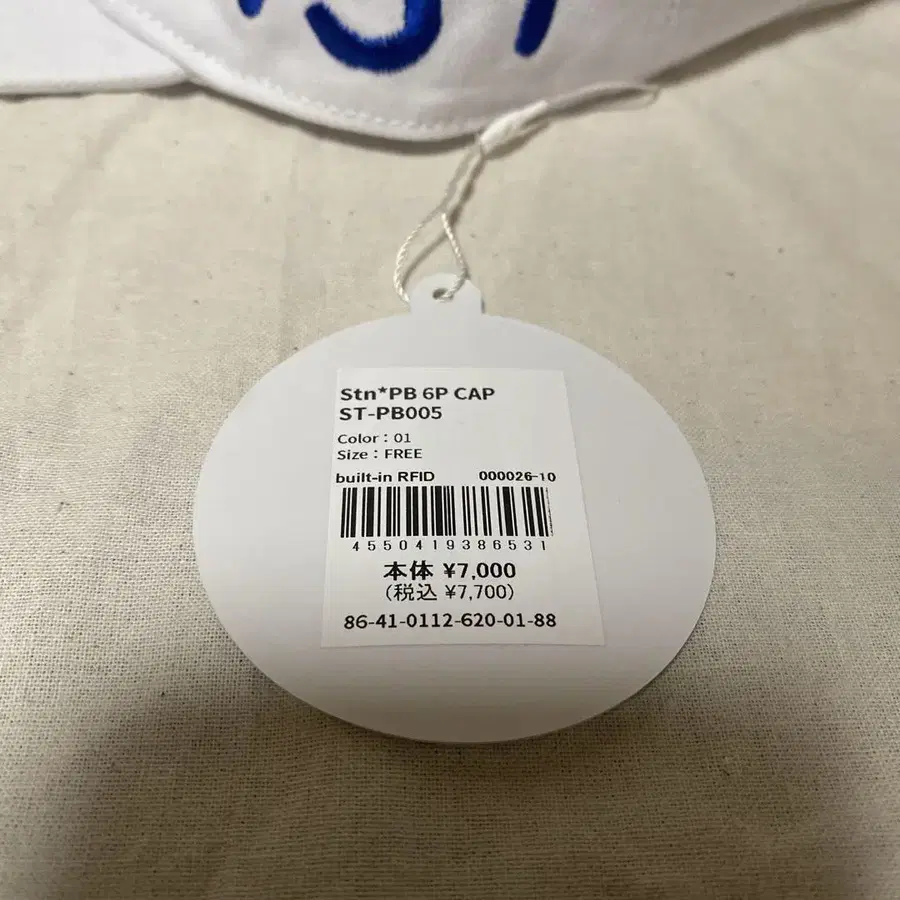 Stn*PB 6P CAP
ST-PB005
Color : 01
Size : FREE
built-in RFID 000026-10
4550419386531
本体 ¥7,000
(税込 ¥7,700)
86-41-0112-620-01-88